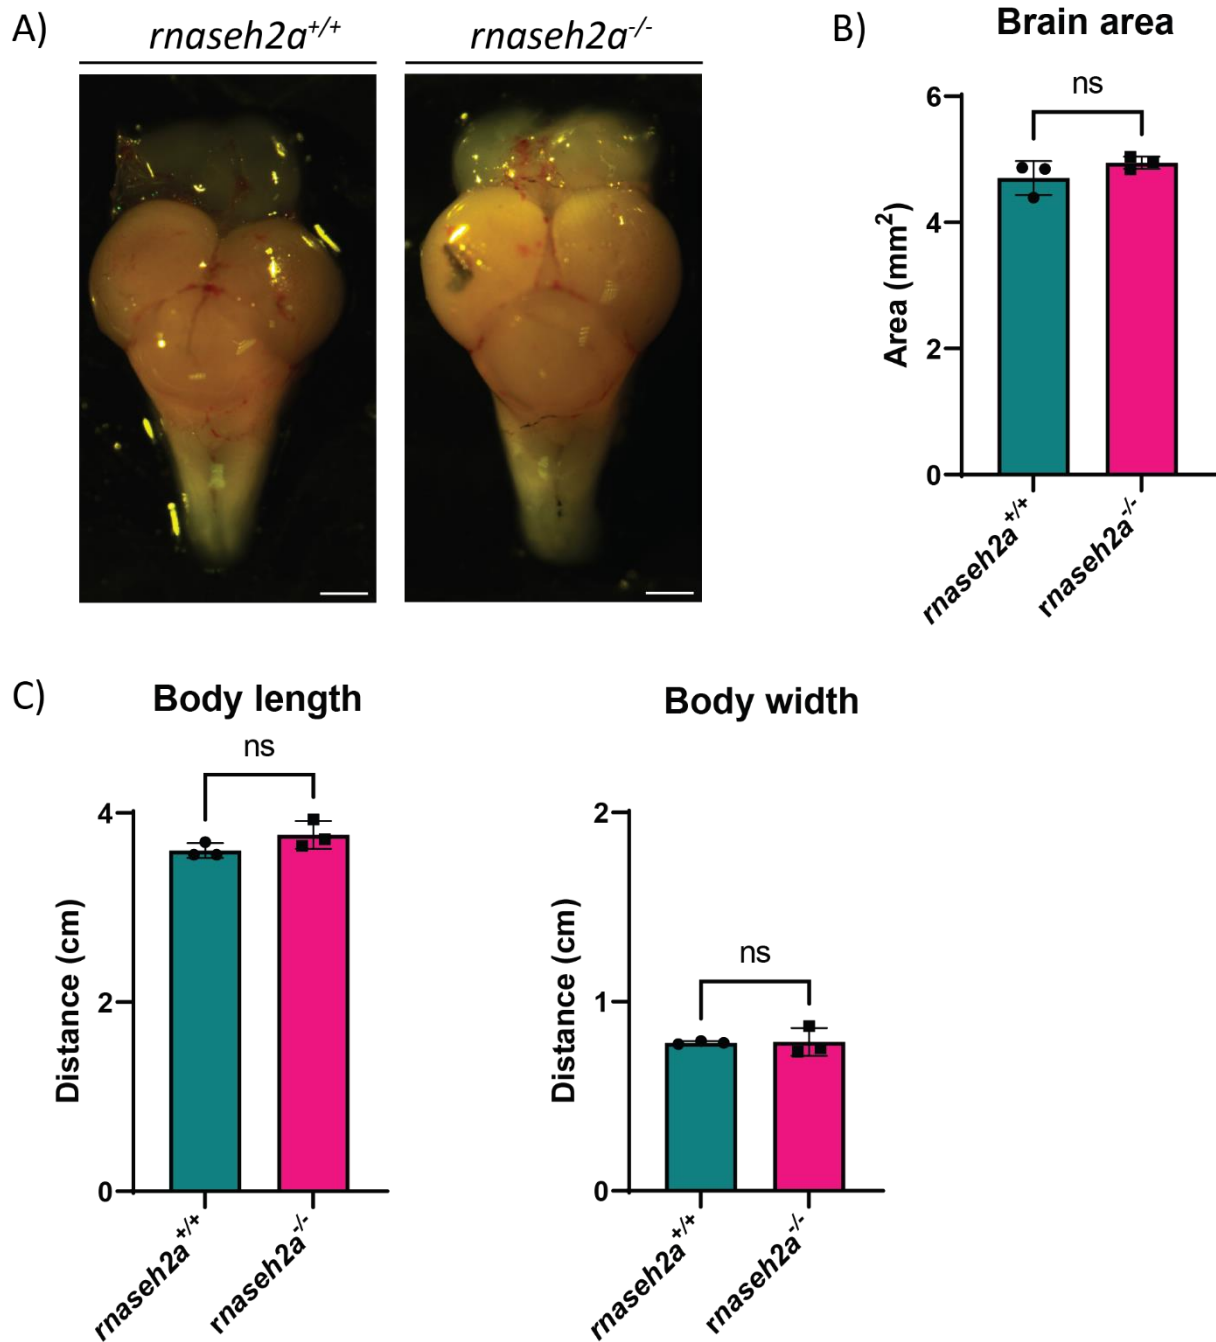 A)
rnaseh2a+/+
rnaseh2a-/-
B)
Brain area
ns
6
4
2
0
Area (mm2)
rnaseh2a+/+
rnaseh2a-/-
C)
Body length
ns
4
2
0
Distance (cm)
rnaseh2a+/+
rnaseh2a-/-
Body width
ns
2
1
0
Distance (cm)
rnaseh2a+/+
rnaseh2a-/-